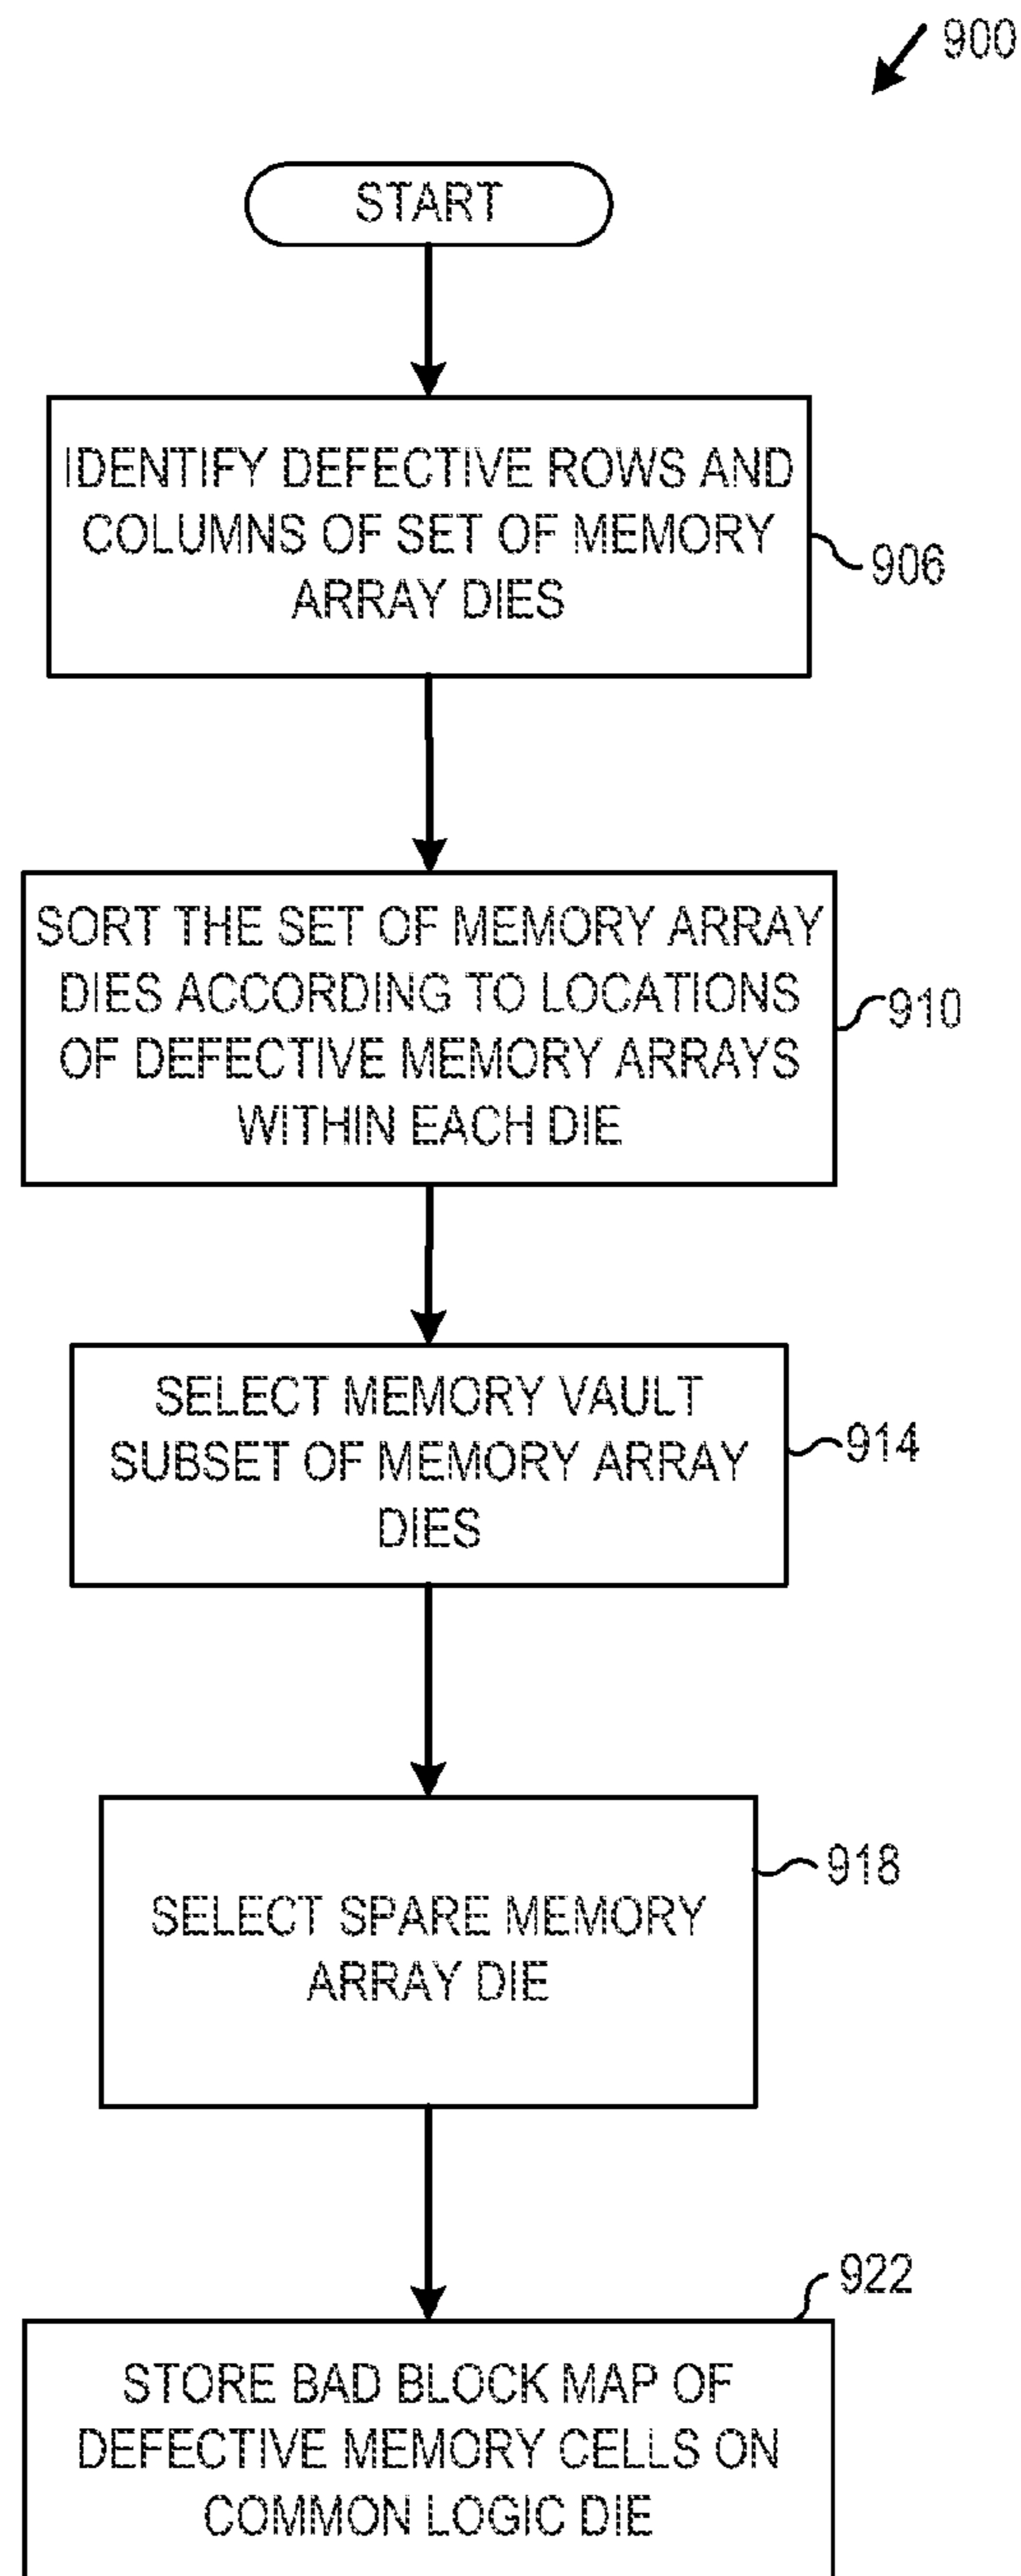 900
START
IDENTIFY DEFECTIVE ROWS AND
COLUMNS OF SET OF MEMORY
ARRAY DIES
906
SORT THE SET OF MEMORY ARRAY
DIES ACCORDING TO LOCATIONS
OF DEFECTIVE MEMORY ARRAYS
WITHIN EACH DIE
910
SELECT MEMORY VAULT
SUBSET OF MEMORY ARRAY
DIES
914
SELECT SPARE MEMORY
ARRAY DIE
918
STORE BAD BLOCK MAP OF
DEFECTIVE MEMORY CELLS ON
COMMON LOGIC DIE
922